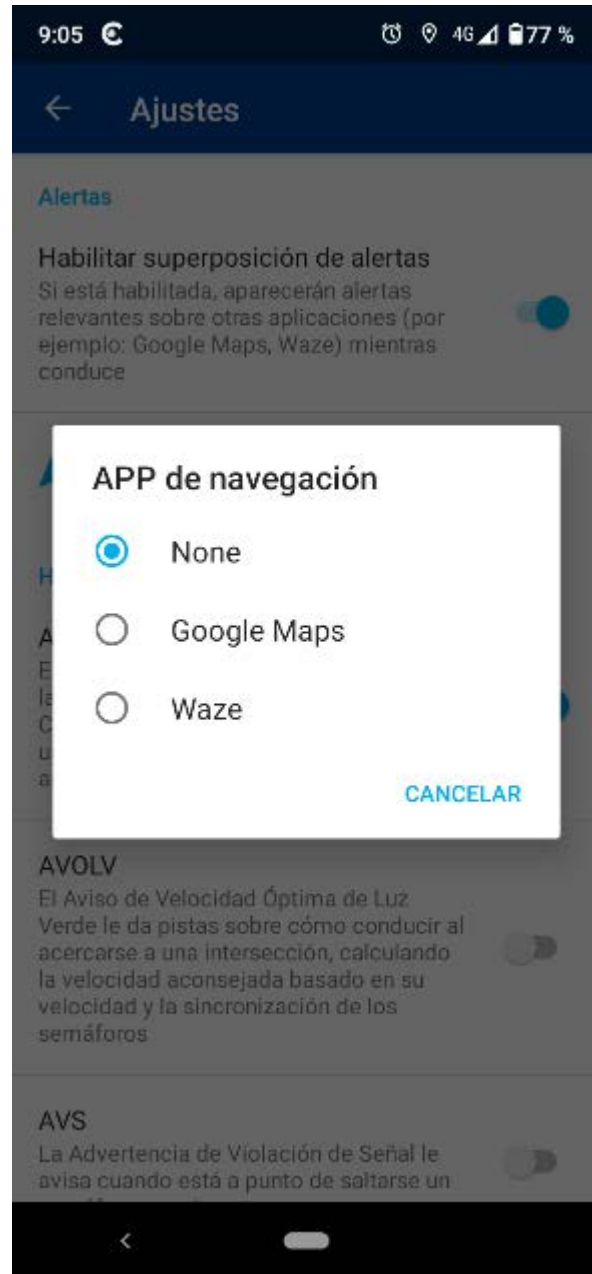 9:05
4G 77 %
Ajustes
Alertas
Habilitar superposición de alertas
Si está habilitada, aparecerán alertas
relevantes sobre otras aplicaciones (por
ejemplo: Google Maps, Waze) mientras
conduce
APP de navegación
None
Google Maps
Waze
CANCELAR
AVOLV
El Aviso de Velocidad Óptima de Luz
Verde le da pistas sobre cómo conducir al
acercarse a una intersección, calculando
la velocidad aconsejada basado en su
velocidad y la sincronización de los
semáforos
AVS
La Advertencia de Violación de Señal le
avisa cuando está a punto de saltarse un